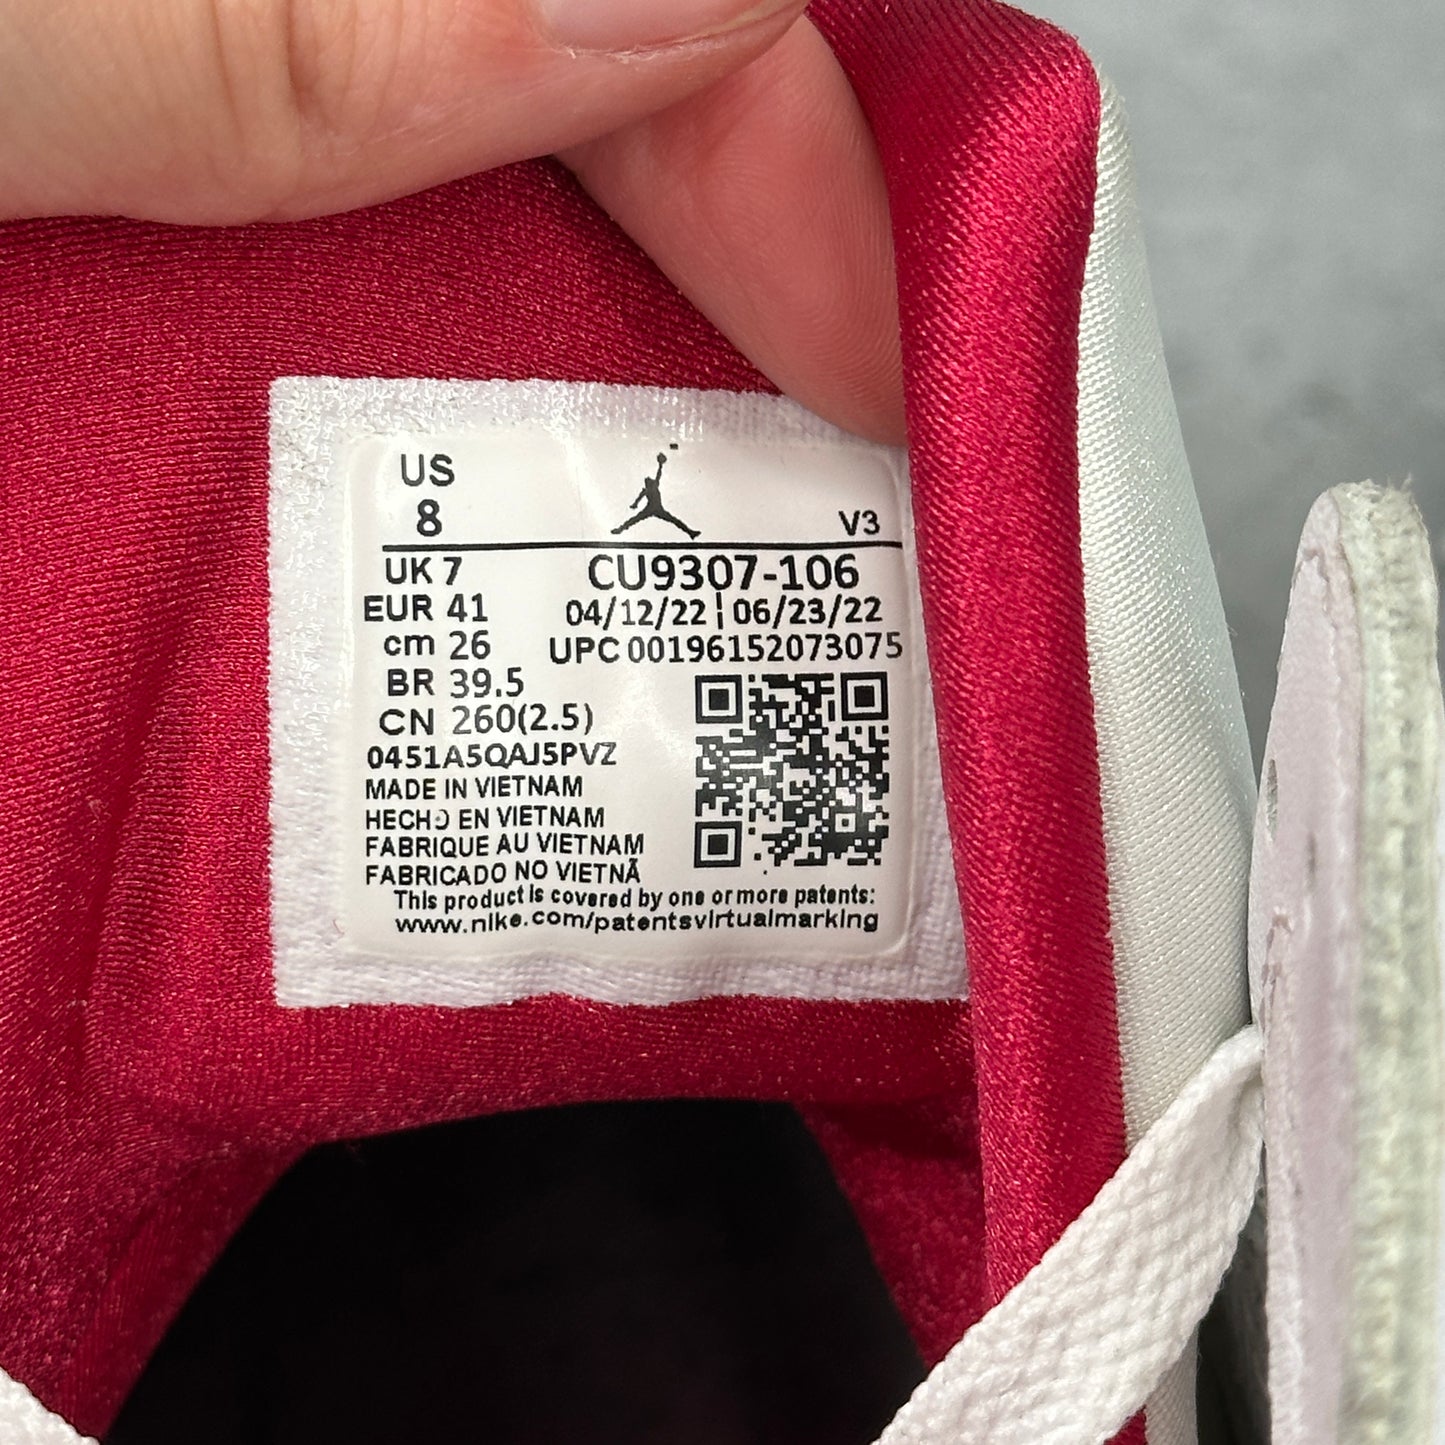 US
8
V3
UK 7
CU9307-106
EUR 41
04/12/22 | 06/23/22
cm 26
UPC 00196152073075
BR 39.5
CN 260(2.5)
0451A5QAJ5PVZ
MADE IN VIETNAM
HECHO EN VIETNAM
FABRIQUE AU VIETNAM
FABRICADO NO VIETNÃ
This product is covered by one or more patents:
www.nike.com/patentsvirtualmarking